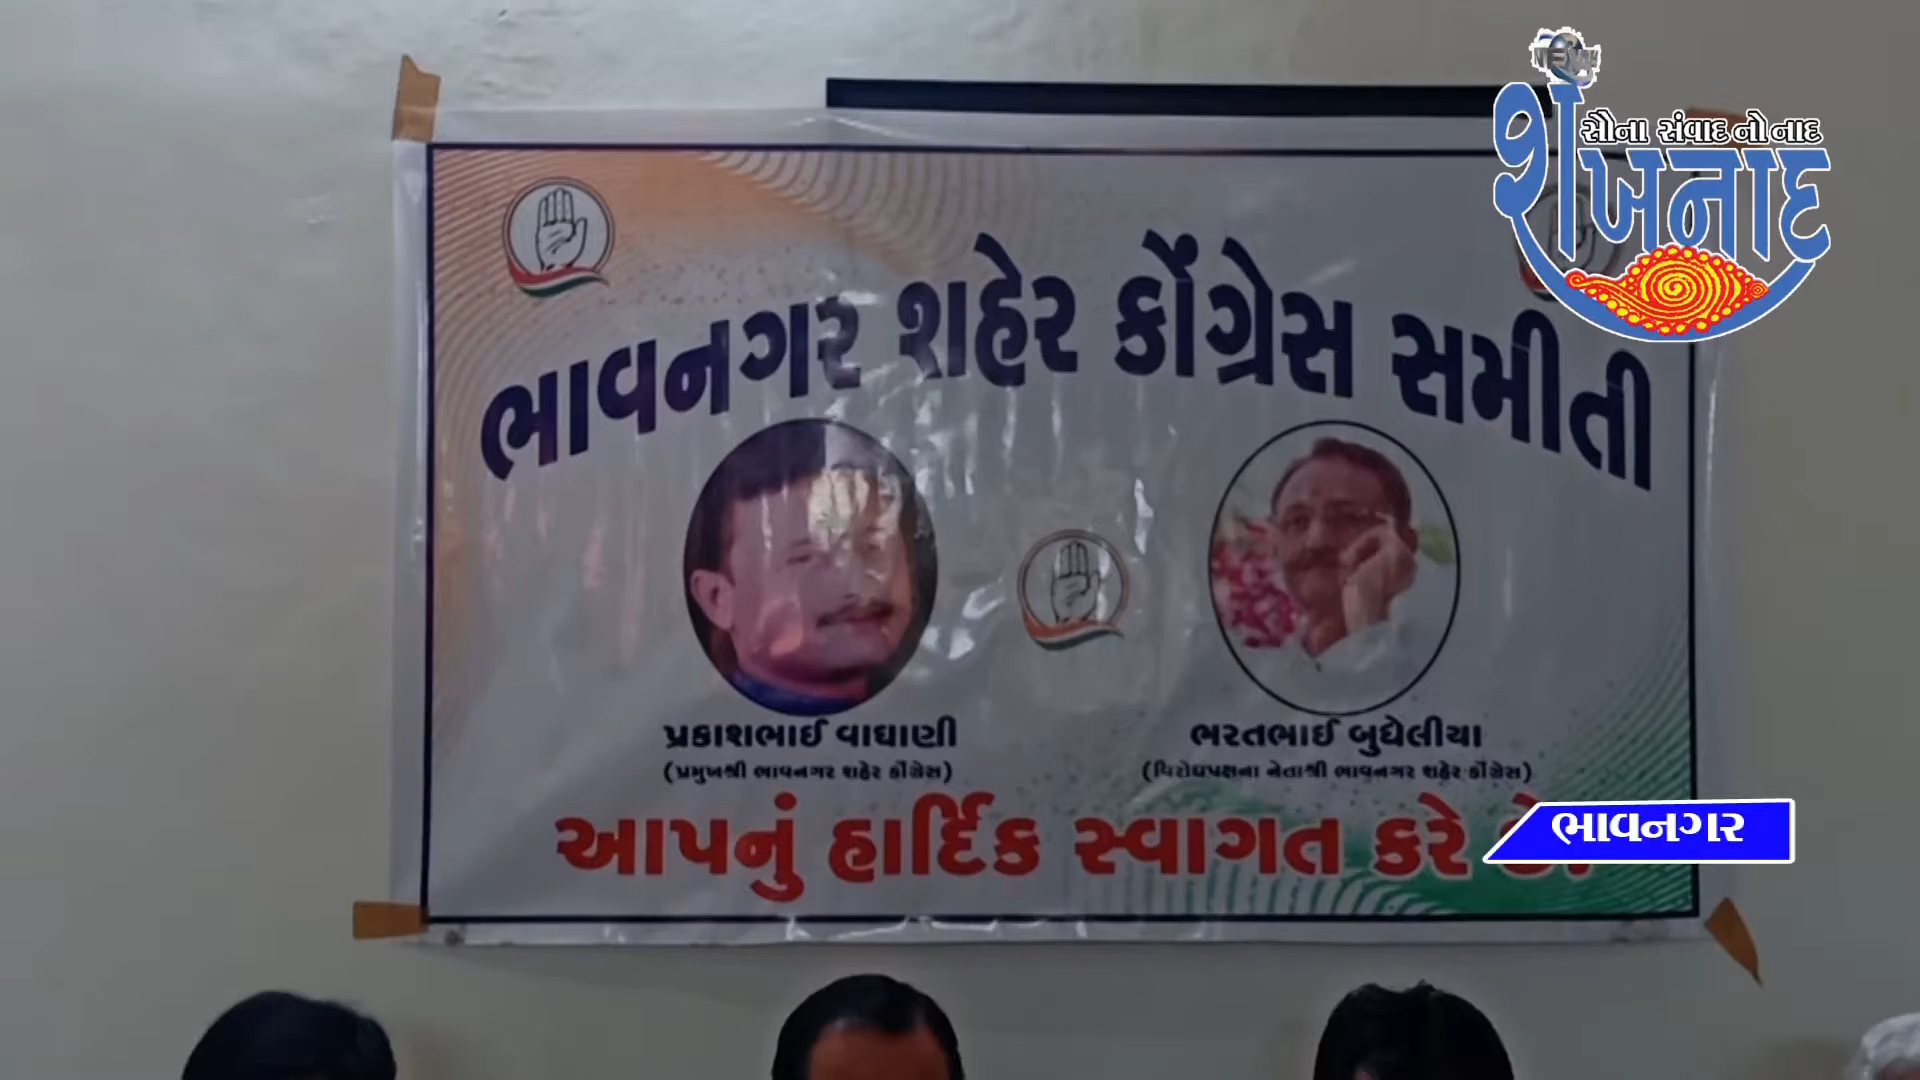 NEWS
સૌના સંવાદ નો નાદ
શંખનાદ
ભાવનગર શહેર કોંગ્રેસ સમીતી
પ્રકાશભાઈ વાઘાણી
(પ્રમુખશ્રી ભાવનગર શહેર કોંગ્રેસ)
ભરતભાઈ બુધેલીયા
(વિરોધપક્ષના નેતાશ્રી ભાવનગર શહેર કોંગ્રેસ)
આપનું હાર્દિક સ્વાગત કરે
ભાવનગર